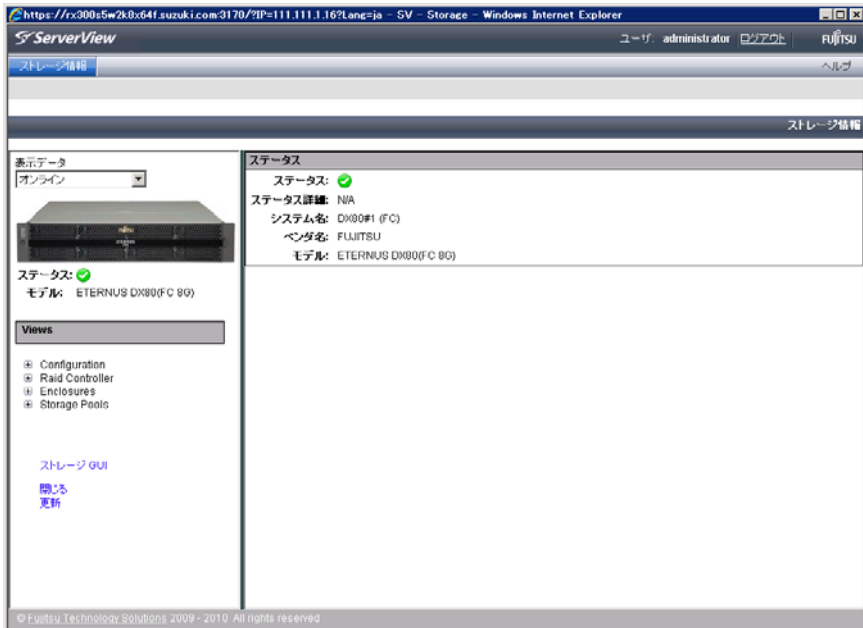 https://rx300s5w2k8x64f.suzuki.com:3170/?IP=111.111.1.16?Lang=ja - SV - Storage - Windows Internet Explorer
ServerView
ユーザ: administrator ログアウト
FUJITSU
ストレージ情報
ヘルプ
ストレージ情報
表示データ
オンライン
ステータス:
モデル: ETERNUS DX80(FC 8G)
Views
Configuration
Raid Controller
Enclosures
Storage Pools
ストレージ GUI
閉じる
更新
ステータス
ステータス:
ステータス詳細: N/A
システム名: DX80#1 (FC)
ベンダ名: FUJITSU
モデル: ETERNUS DX80(FC 8G)
© Fujitsu Technology Solutions 2009 - 2010 All rights reserved